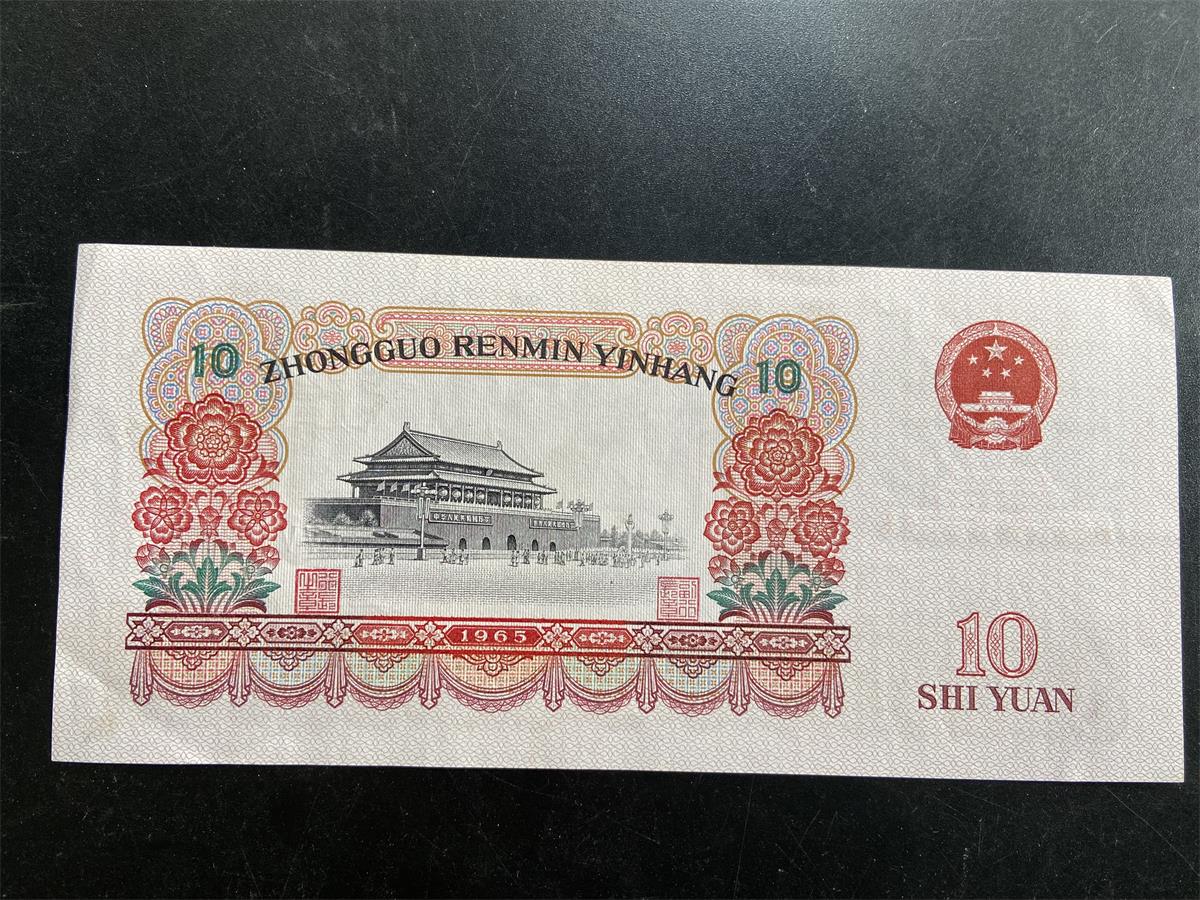 10 ZHONGGUO RENMIN YINHANG 10
1965
10
SHI YUAN